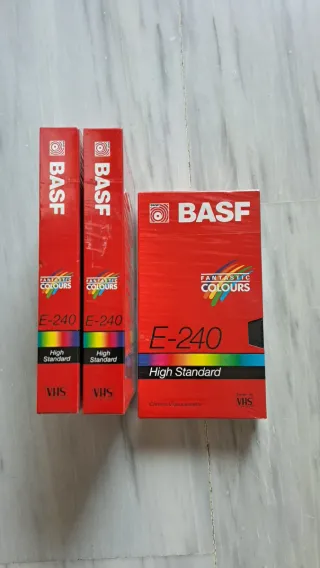 BASF
FANTASTIC
COLOURS
E-240
High
Standard
VHS
BASF
FANTASTIC
COLOURS
E-240
High
Standard
VHS
BASF
FANTASTIC
COLOURS
E-240
High Standard
VHS